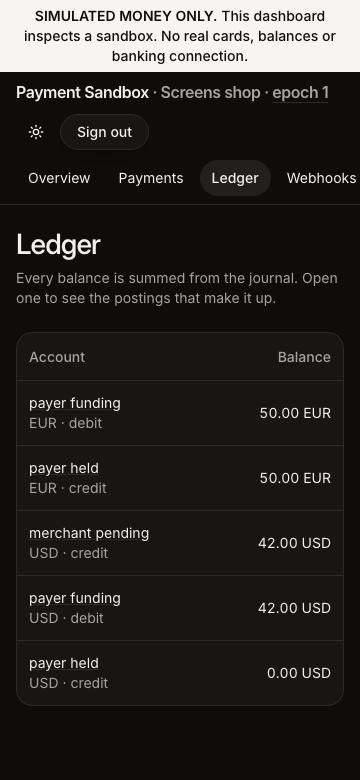 SIMULATED MONEY ONLY. This dashboard
inspects a sandbox. No real cards, balances or
banking connection.
Payment Sandbox · Screens shop · epoch 1
Sign out
Overview Payments Ledger Webhooks
Ledger
Every balance is summed from the journal. Open
one to see the postings that make it up.
Account Balance
payer funding
EUR · debit
50.00 EUR
payer held
EUR · credit
50.00 EUR
merchant pending
USD · credit
42.00 USD
payer funding
USD · debit
42.00 USD
payer held
USD · credit
0.00 USD